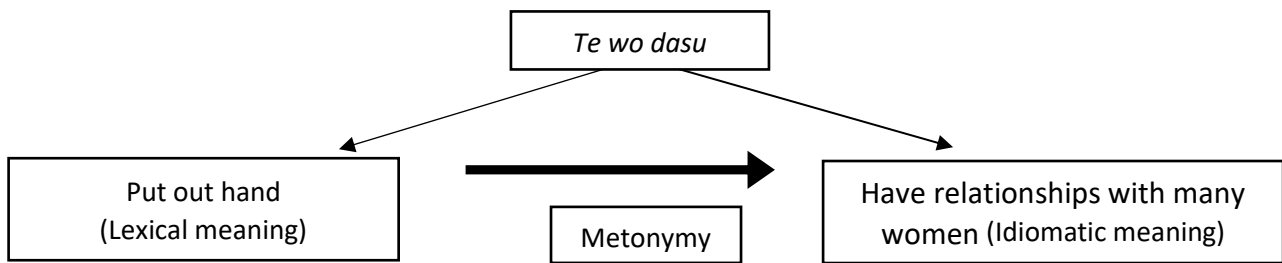 Te wo dasu
Put out hand
(Lexical meaning)
Metonymy
Have relationships with many
women (Idiomatic meaning)